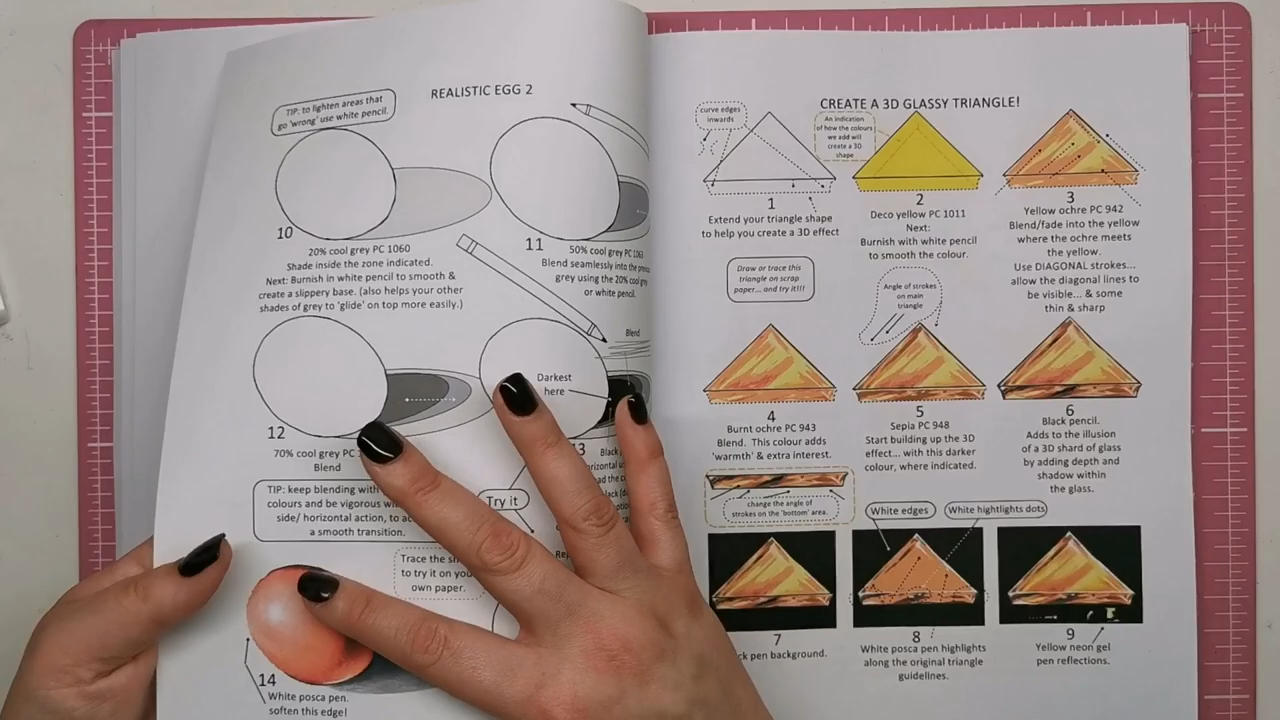 REALISTIC EGG 2
TIP: to lighten areas that
go 'wrong' use white pencil.
10
20% cool grey PC 1060
Shade inside the zone indicated.
Next: Burnish in white pencil to smooth &
create a slippery base. (also helps your other
shades of grey to 'glide' on top more easily.)
11
50% cool grey PC
Blend seamlessly into the
grey using the 20% cool
or white pencil.
12
70% cool grey PC
Blend
TIP: keep blending with
colours and be vigorous wi
side/ horizontal action, to
a smooth transition.
Blend
Darkest
here
13
Try it
Trace the
to try it on
own paper.
14
White posca pen.
soften this edge!
CREATE A 3D GLASSY TRIANGLE!
curve edges
inwards
1
Extend your triangle shape
to help you create a 3D effect
An indication
of how the colours
we add will
create a 3D
shape
2
Deco yellow PC 1011
Next:
Burnish with white pencil
to smooth the colour.
3
Yellow ochre PC 942
Blend/fade into the yellow
where the ochre meets
the yellow.
Use DIAGONAL strokes...
allow the diagonal lines to
be visible... & some
thin & sharp
Draw or trace this
triangle on scrap
paper... and try it!!!
Angle of strokes
on main
triangle
4
Burnt ochre PC 943
Blend. This colour adds
'warmth' & extra interest.
5
Sepia PC 948
Start building up the 3D
effect... with this darker
colour, where indicated.
6
Black pencil.
Adds to the illusion
of a 3D shard of glass
by adding depth and
shadow within
the glass.
change the angle of
strokes on the 'bottom' area.
White edges
White hightlights dots
7
ck pen background.
8
White posca pen highlights
along the original triangle
guidelines.
9
Yellow neon gel
pen reflections.